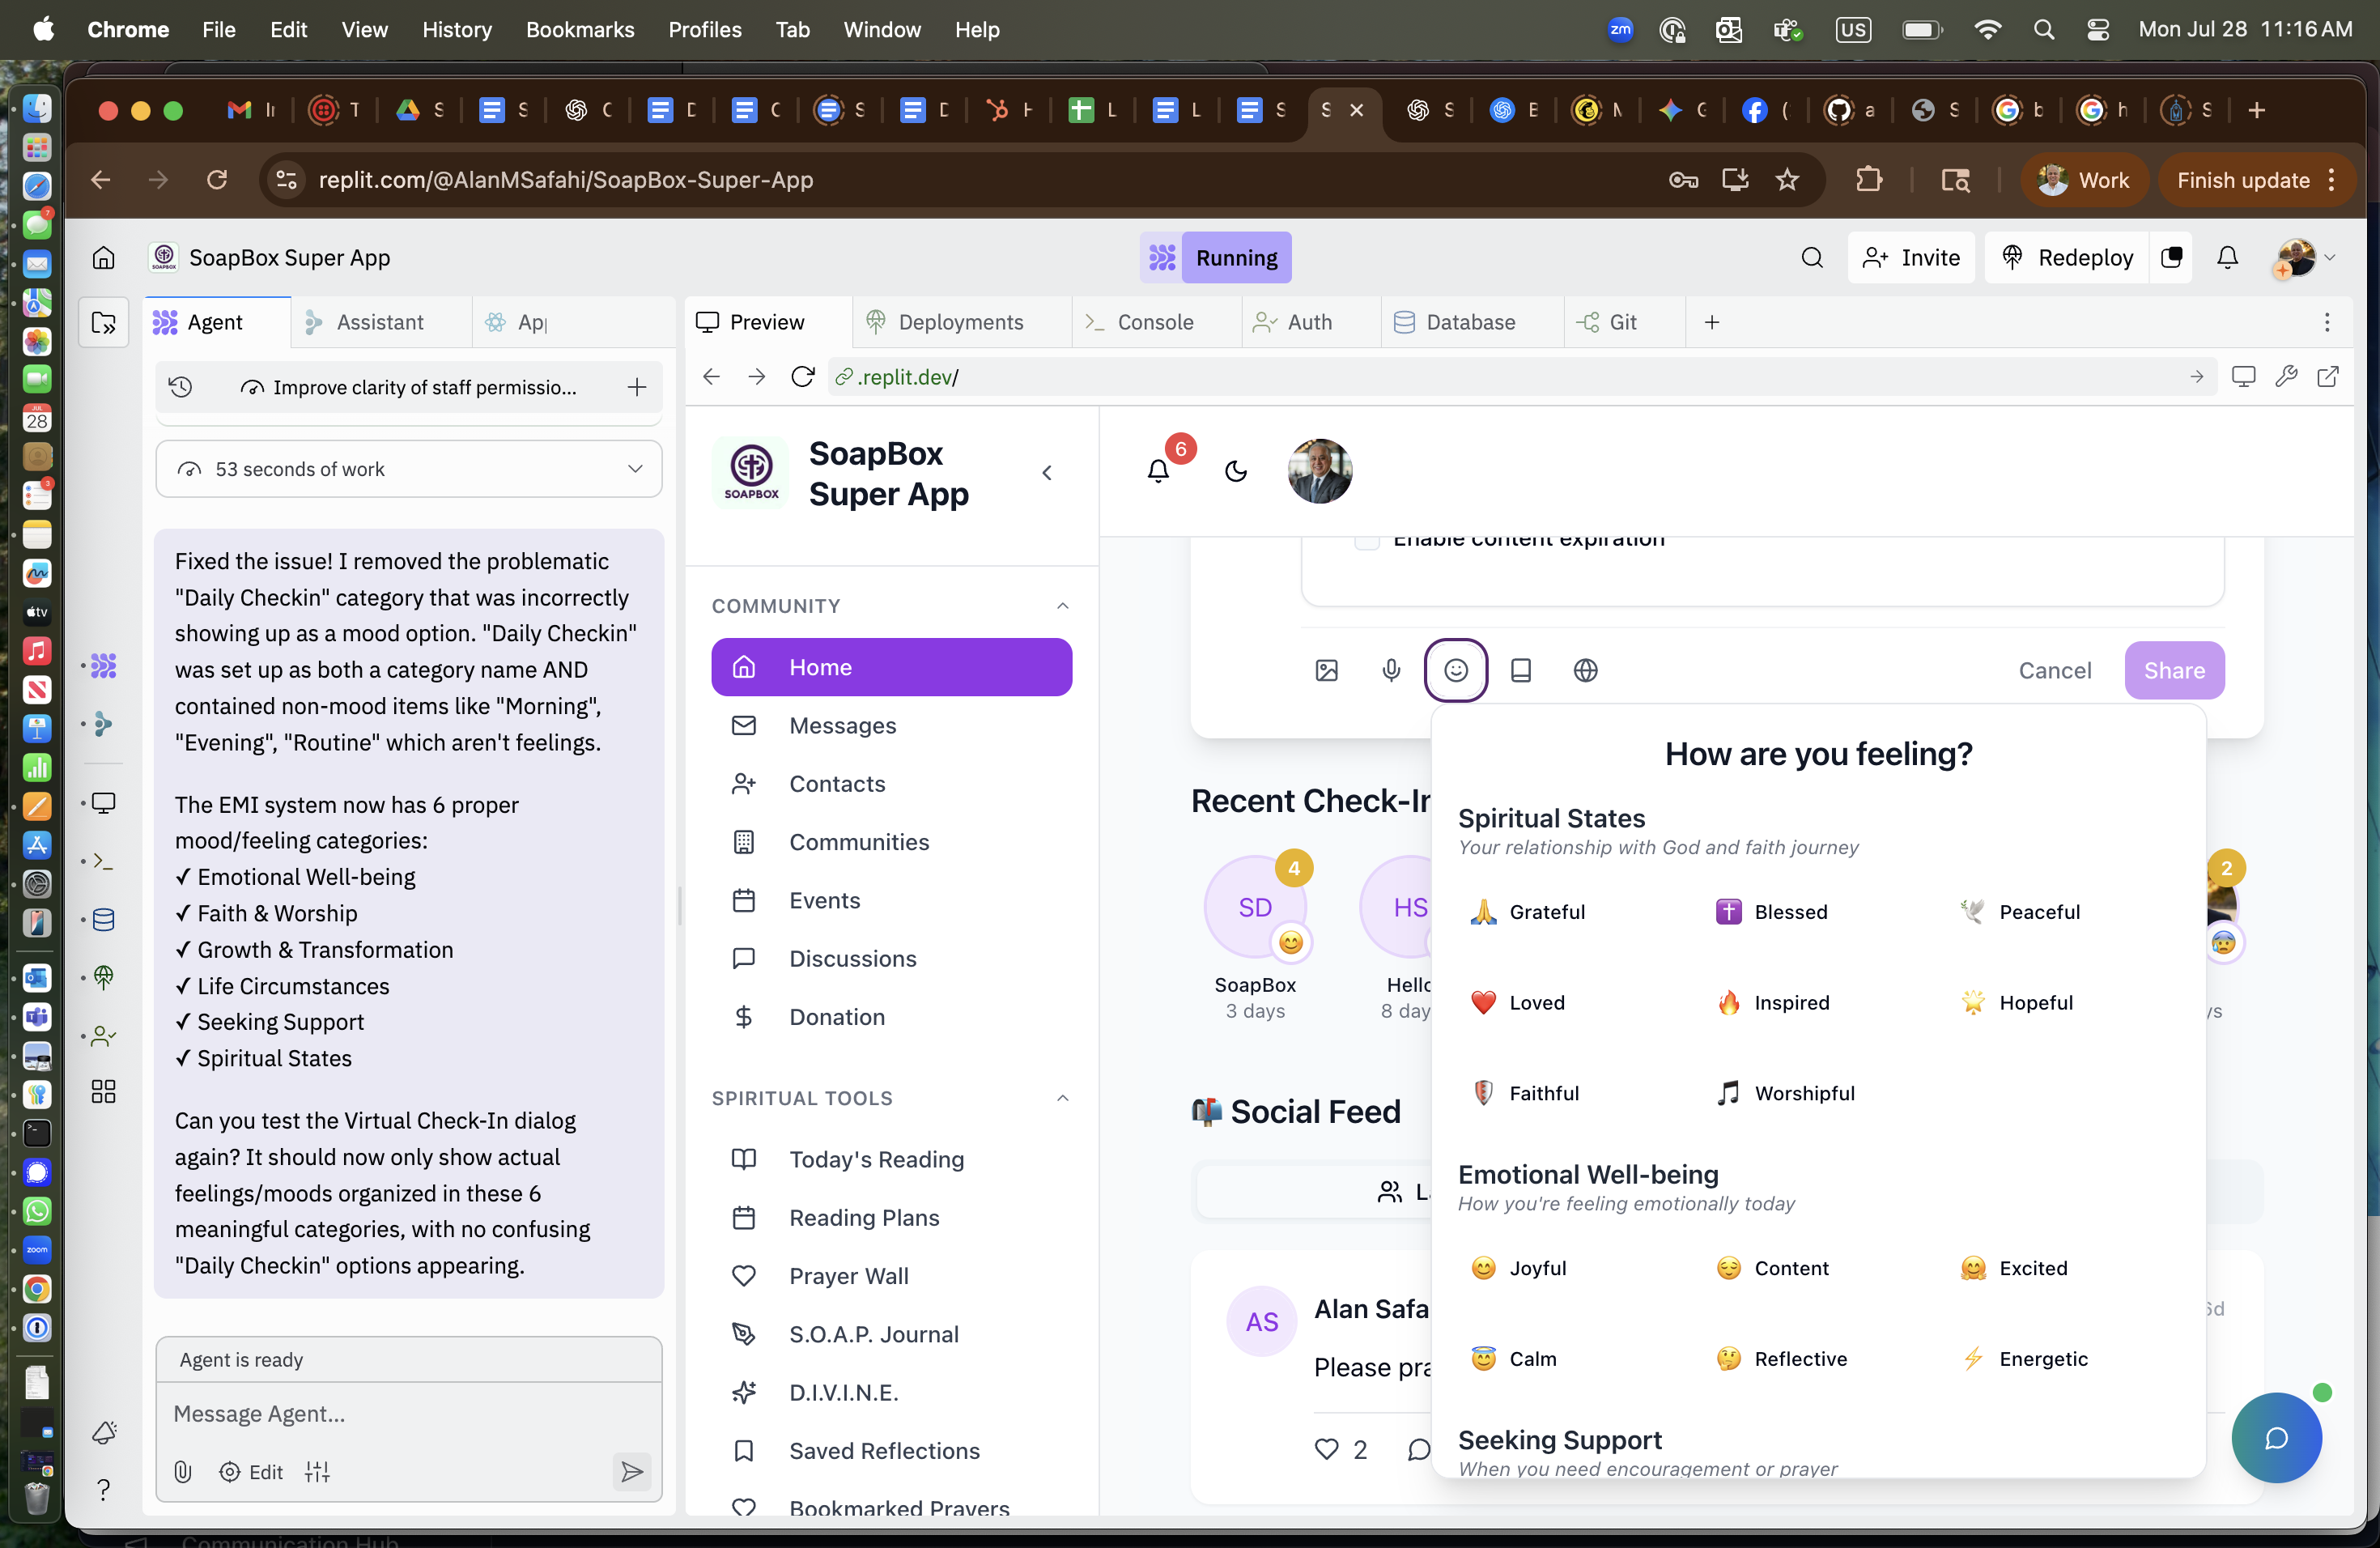 Chrome File Edit View History Bookmarks Profiles Tab Window Help
zm US Mon Jul 28 11:16 AM
replit.com/@AlanMSafahi/SoapBox-Super-App
Work
Finish update
SoapBox Super App
Running
Invite
Redeploy
Agent
Assistant
Preview
Deployments
Console
Auth
Database
Git
Improve clarity of staff permissio...
.replit.dev/
53 seconds of work
Fixed the issue! I removed the problematic
"Daily Checkin" category that was incorrectly
showing up as a mood option. "Daily Checkin"
was set up as both a category name AND
contained non-mood items like "Morning",
"Evening", "Routine" which aren't feelings.
The EMI system now has 6 proper
mood/feeling categories:
✓ Emotional Well-being
✓ Faith & Worship
✓ Growth & Transformation
✓ Life Circumstances
✓ Seeking Support
✓ Spiritual States
Can you test the Virtual Check-In dialog
again? It should now only show actual
feelings/moods organized in these 6
meaningful categories, with no confusing
"Daily Checkin" options appearing.
Agent is ready
Message Agent...
Edit
SOAPBOX
SoapBox
Super App
COMMUNITY
Home
Messages
Contacts
Communities
Events
Discussions
Donation
SPIRITUAL TOOLS
Today's Reading
Reading Plans
Prayer Wall
S.O.A.P. Journal
D.I.V.I.N.E.
Saved Reflections
Bookmarked Prayers
6
Enable content expiration
Cancel
Share
Recent Check-In
4
SD
SoapBox
3 days
HS
Hello
8 day
2
Social Feed
AS
Alan Safa
6d
Please pra
2
How are you feeling?
Spiritual States
Your relationship with God and faith journey
🙏 Grateful
✝️ Blessed
🕊️ Peaceful
❤️ Loved
🔥 Inspired
🌟 Hopeful
🛡️ Faithful
🎵 Worshipful
Emotional Well-being
How you're feeling emotionally today
😊 Joyful
😌 Content
🤗 Excited
😇 Calm
🤔 Reflective
⚡ Energetic
Seeking Support
When you need encouragement or prayer
Communication Hub